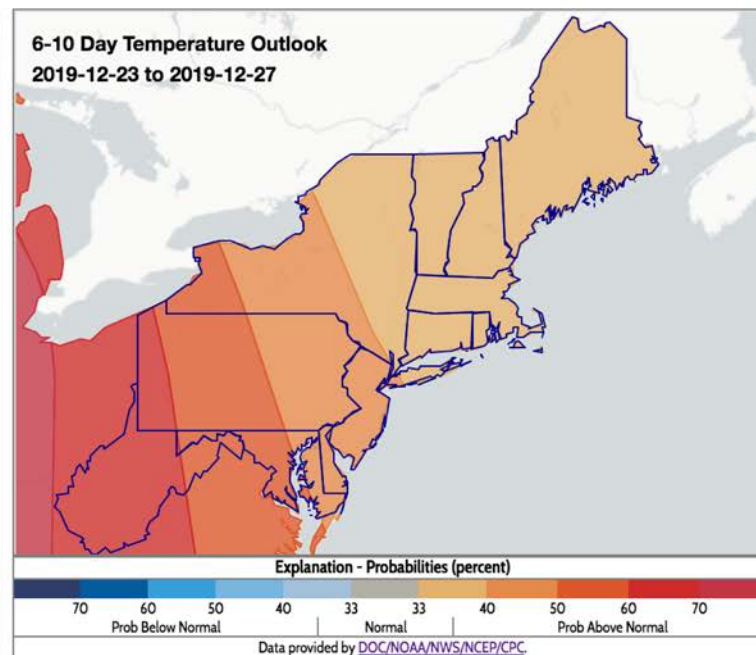 6-10 Day Temperature Outlook
2019-12-23 to 2019-12-27
Explanation - Probabilities (percent)
70 60 50 40 33 33 40 50 60 70
Prob Below Normal Normal Prob Above Normal
Data provided by DOC/NOAA/NWS/NCEP/CPC.